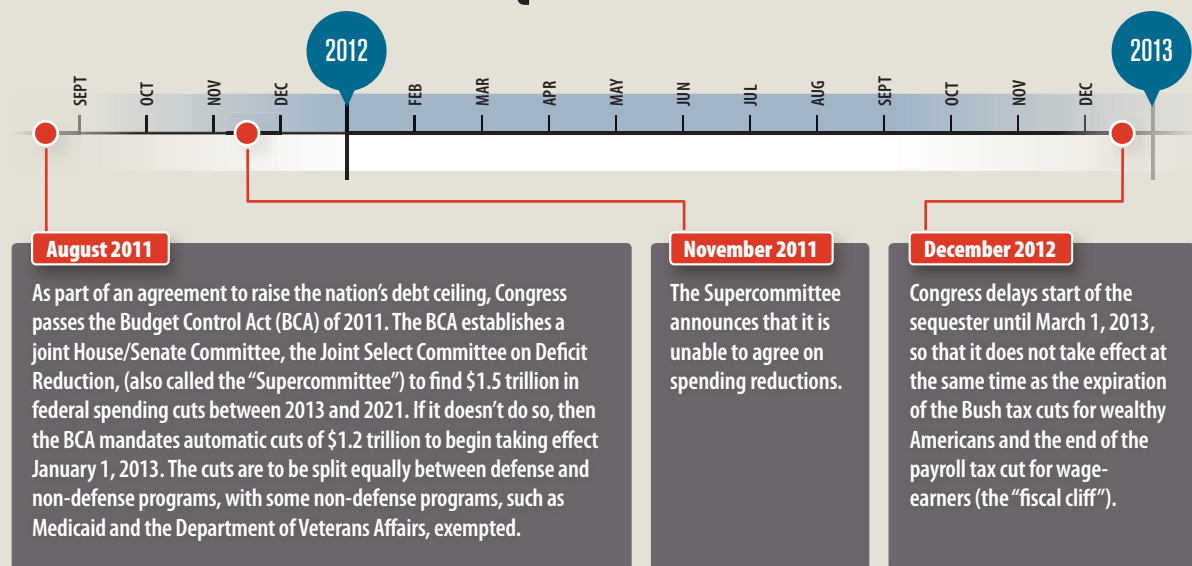 2012
2013
SEPT
OCT
NOV
DEC
FEB
MAR
APR
MAY
JUN
JUL
AUG
SEPT
OCT
NOV
DEC
August 2011
As part of an agreement to raise the nation's debt ceiling, Congress
passes the Budget Control Act (BCA) of 2011. The BCA establishes a
joint House/Senate Committee, the Joint Select Committee on Deficit
Reduction, (also called the “Supercommittee”) to find $1.5 trillion in
federal spending cuts between 2013 and 2021. If it doesn't do so, then
the BCA mandates automatic cuts of $1.2 trillion to begin taking effect
January 1, 2013. The cuts are to be split equally between defense and
non-defense programs, with some non-defense programs, such as
Medicaid and the Department of Veterans Affairs, exempted.
November 2011
The Supercommittee
announces that it is
unable to agree on
spending reductions.
December 2012
Congress delays start of the
sequester until March 1, 2013,
so that it does not take effect at
the same time as the expiration
of the Bush tax cuts for wealthy
Americans and the end of the
payroll tax cut for wage-
earners (the “fiscal cliff”).